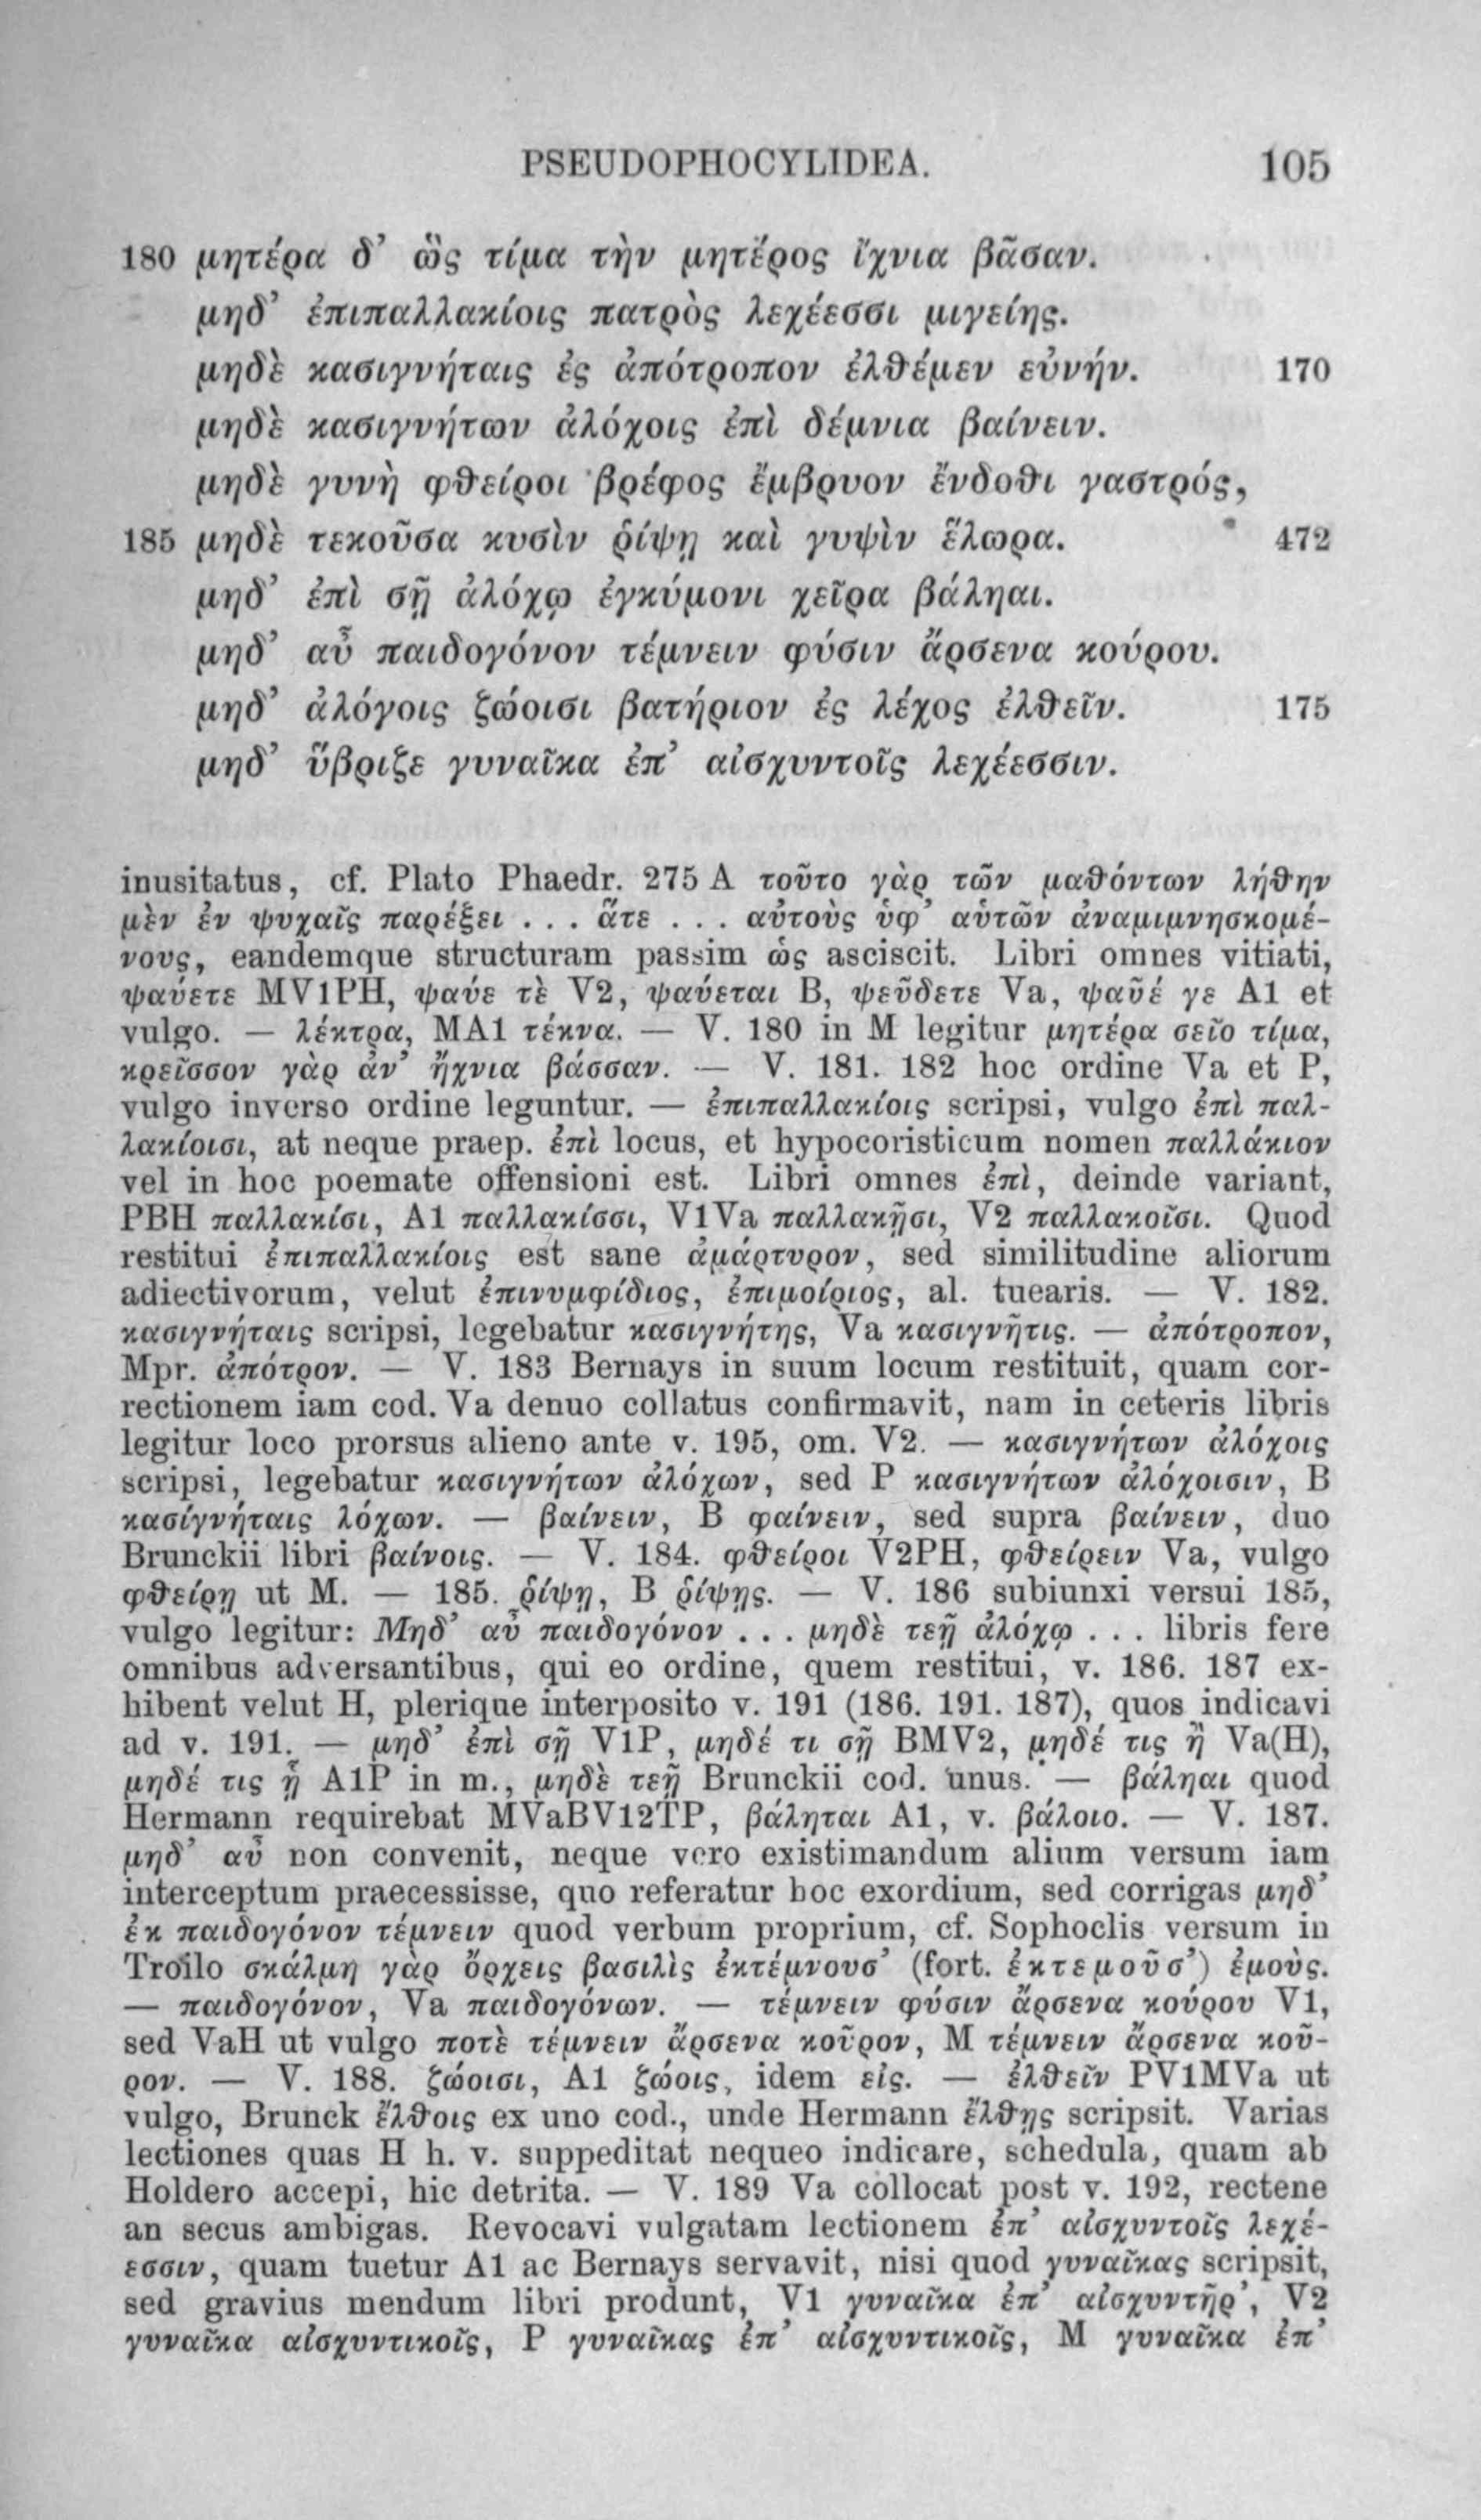 PSEUDOPHOCYLIDEA. 105
180 μητέρα δ’ ὣς τίμα τὴν μητέρος ἴχνια βᾶσαν.
μηδ’ ἐπιπαλλακίοις πατρὸς λεχέεσσι μιγείης.
μηδὲ κασιγνήταις ἐς ἀπότροπον ἐλθέμεν εὐνήν. 170
μηδὲ κασιγνήτων ἀλόχοις ἐπὶ δέμνια βαίνειν.
μηδὲ γυνὴ φθείροι βρέφος ἔμβρυον ἔνδοθι γαστρός,
185 μηδὲ τεκοῦσα κυσὶν ῥίψῃ καὶ γυψὶν ἕλωρα. 472
μηδ’ ἐπὶ σῇ ἀλόχῳ ἐγκύμονι χεῖρα βάληαι.
μηδ’ αὖ παιδογόνον τέμνειν φύσιν ἄρσενα κούρου.
μηδ’ ἀλόγοις ζώοισι βατήριον ἐς λέχος ἐλθεῖν. 175
μηδ’ ὕβριζε γυναῖκα ἐπ’ αἰσχυντοῖς λεχέεσσιν.
inusitatus, cf. Plato Phaedr. 275 A τοῦτο γὰρ τῶν μαθόντων λήθην
μὲν ἐν ψυχαῖς παρέξει . . . ἅτε . . . αὐτοὺς ὑφ’ αὑτῶν ἀναμιμνησκομέ-
νους, eandemque structuram passim ὡς asciscit. Libri omnes vitiati,
ψαύετε MV1PH, ψαύε τὲ V2, ψαύεται B, ψεῦδετε Va, ψαῦέ γε A1 et
vulgo. — λέκτρα, MA1 τέκνα. — V. 180 in M legitur μητέρα σεῖο τίμα,
κρεῖσσον γὰρ ἀν’ ἤχνια βάσσαν. — V. 181. 182 hoc ordine Va et P,
vulgo inverso ordine leguntur. — ἐπιπαλλακίοις scripsi, vulgo ἐπὶ παλ-
λακίοισι, at neque praep. ἐπὶ locus, et hypocoristicum nomen παλλάκιον
vel in hoc poemate offensioni est. Libri omnes ἐπὶ, deinde variant,
PBH παλλακίσι, A1 παλλακίσσι, V1Va παλλακῆσι, V2 παλλακοῖσι. Quod
restitui ἐπιπαλλακίοις est sane ἀμάρτυρον, sed similitudine aliorum
adiectivorum, velut ἐπινυμφίδιος, ἐπιμοίριος, al. tuearis. — V. 182.
κασιγνήταις scripsi, legebatur κασιγνήτης, Va κασιγνῆτις. — ἀπότροπον,
Mpr. ἀπότρον. — V. 183 Bernays in suum locum restituit, quam cor-
rectionem iam cod. Va denuo collatus confirmavit, nam in ceteris libris
legitur loco prorsus alieno ante v. 195, om. V2. — κασιγνήτων ἀλόχοις
scripsi, legebatur κασιγνήτων ἀλόχων, sed P κασιγνήτων ἀλόχοισιν, B
κασίγνήταις λόχων. — βαίνειν, B φαίνειν, sed supra βαίνειν, duo
Brunckii libri βαίνοις. — V. 184. φθείροι V2PH, φθείρειν Va, vulgo
φθείρῃ ut M. — 185. ῥίψῃ, B ῥίψῃς. — V. 186 subiunxi versui 185,
vulgo legitur: Μηδ’ αὖ παιδογόνον . . . μηδὲ τεῇ ἀλόχῳ . . . libris fere
omnibus adversantibus, qui eo ordine, quem restitui, v. 186. 187 ex-
hibent velut H, plerique interposito v. 191 (186. 191. 187), quos indicavi
ad v. 191. — μηδ’ ἐπὶ σῇ V1P, μηδέ τι σῇ BMV2, μηδέ τις ἢ Va(H),
μηδέ τις ᾗ A1P in m., μηδὲ τεῇ Brunckii cod. unus. — βάληαι quod
Hermann requirebat MVaBV12TP, βάληται A1, v. βάλοιο. — V. 187.
μηδ’ αὖ non convenit, neque vero existimandum alium versum iam
interceptum praecessisse, quo referatur hoc exordium, sed corrigas μηδ’
ἐκ παιδογόνον τέμνειν quod verbum proprium, cf. Sophoclis versum in
Troilo σκάλμη γὰρ ὄρχεις βασιλὶς ἐκτέμνουσ’ (fort. ἐκτεμοῦσ’) ἐμούς.
— παιδογόνον, Va παιδογόνων. — τέμνειν φύσιν ἄρσενα κούρου V1,
sed VaH ut vulgo ποτὲ τέμνειν ἄρσενα κοῦρον, M τέμνειν ἄρσενα κοῦ-
ρον. — V. 188. ζώοισι, A1 ζώοις, idem εἰς. — ἐλθεῖν PV1MVa ut
vulgo, Brunck ἔλθοις ex uno cod., unde Hermann ἔλθῃς scripsit. Varias
lectiones quas H h. v. suppeditat nequeo indicare, schedula, quam ab
Holdero accepi, hic detrita. — V. 189 Va collocat post v. 192, rectene
an secus ambigas. Revocavi vulgatam lectionem ἐπ’ αἰσχυντοῖς λεχέ-
εσσιν, quam tuetur A1 ac Bernays servavit, nisi quod γυναῖκας scripsit,
sed gravius mendum libri produnt, V1 γυναῖκα ἐπ’ αἰσχυντῆρ’, V2
γυναῖκα αἰσχυντικοῖς, P γυναῖκας ἐπ’ αἰσχυντικοῖς, M γυναῖκα ἐπ’